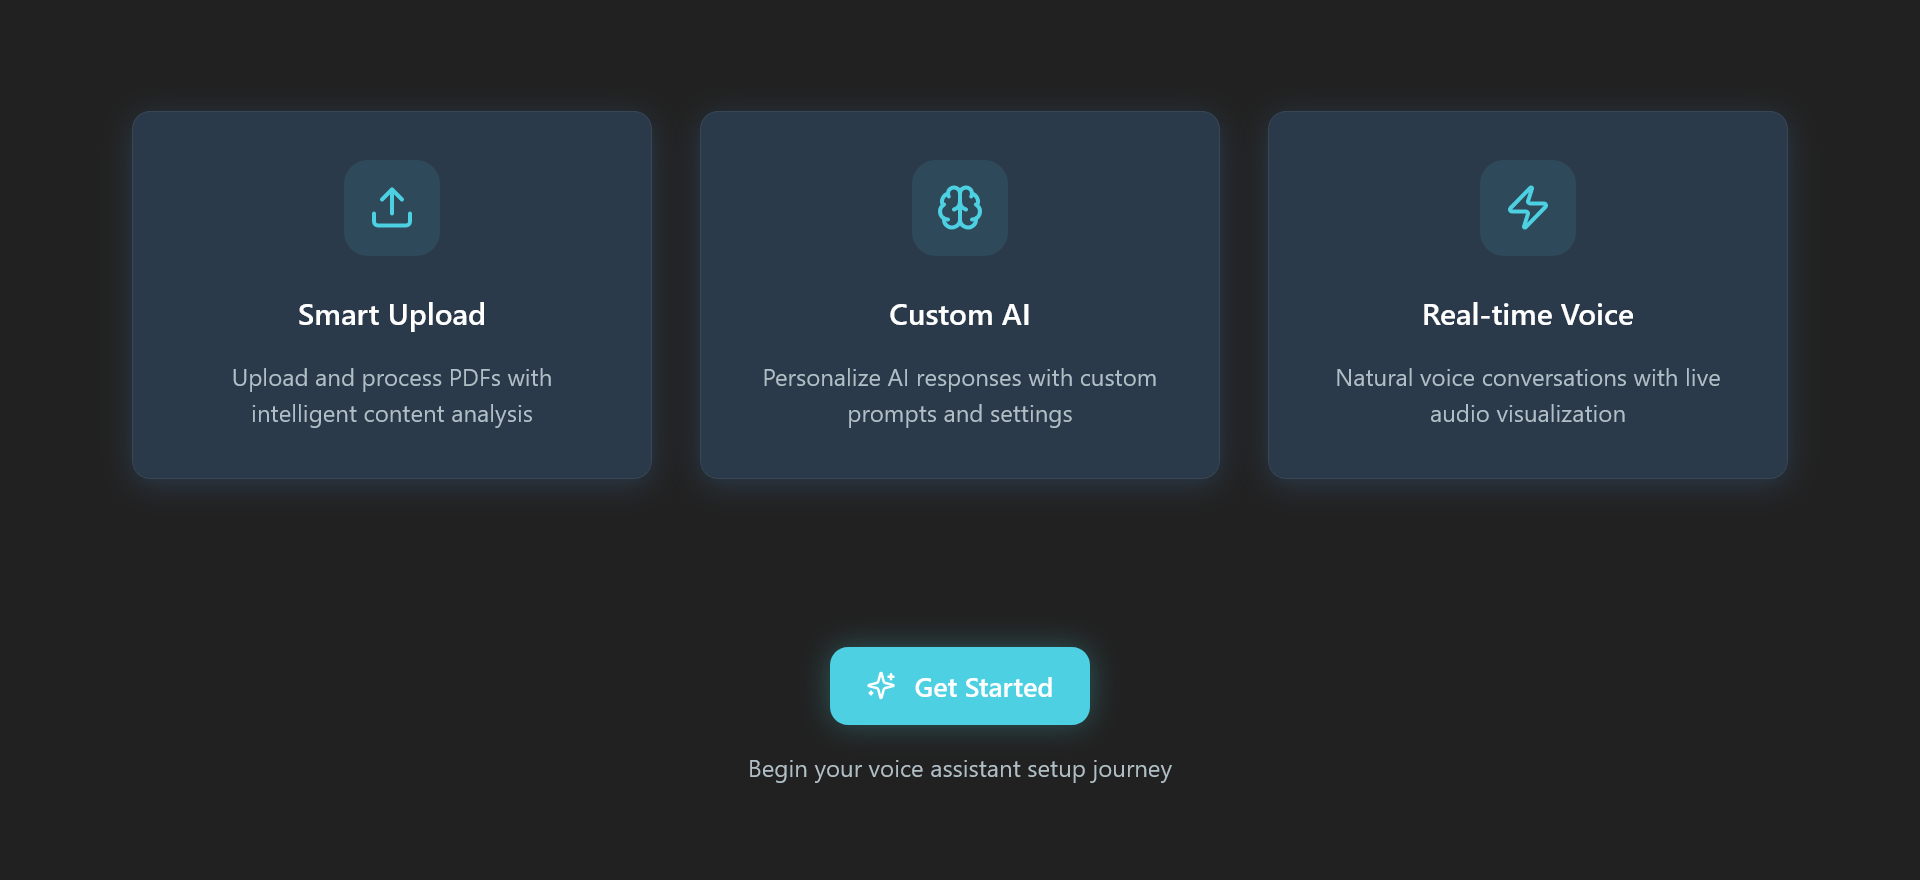 Smart Upload
Upload and process PDFs with
intelligent content analysis
Custom AI
Personalize AI responses with custom
prompts and settings
Real-time Voice
Natural voice conversations with live
audio visualization
Get Started
Begin your voice assistant setup journey